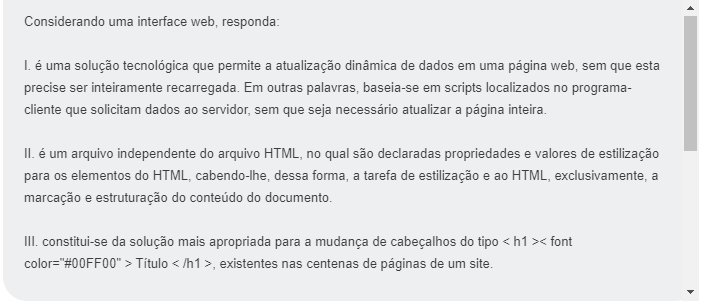 Considerando uma interface web, responda:
I. é uma solução tecnológica que permite a atualização dinâmica de dados em uma página web, sem que esta
precise ser inteiramente recarregada. Em outras palavras, baseia-se em scripts localizados no programa-
cliente que solicitam dados ao servidor, sem que seja necessário atualizar a página inteira.
II. é um arquivo independente do arquivo HTML, no qual são declaradas propriedades e valores de estilização
para os elementos do HTML, cabendo-lhe, dessa forma, a tarefa de estilização e ao HTML, exclusivamente, a
marcação e estruturação do conteúdo do documento.
III. constitui-se da solução mais apropriada para a mudança de cabeçalhos do tipo < h1 >< font
color="#00FF00" > Título < /h1 >, existentes nas centenas de páginas de um site.